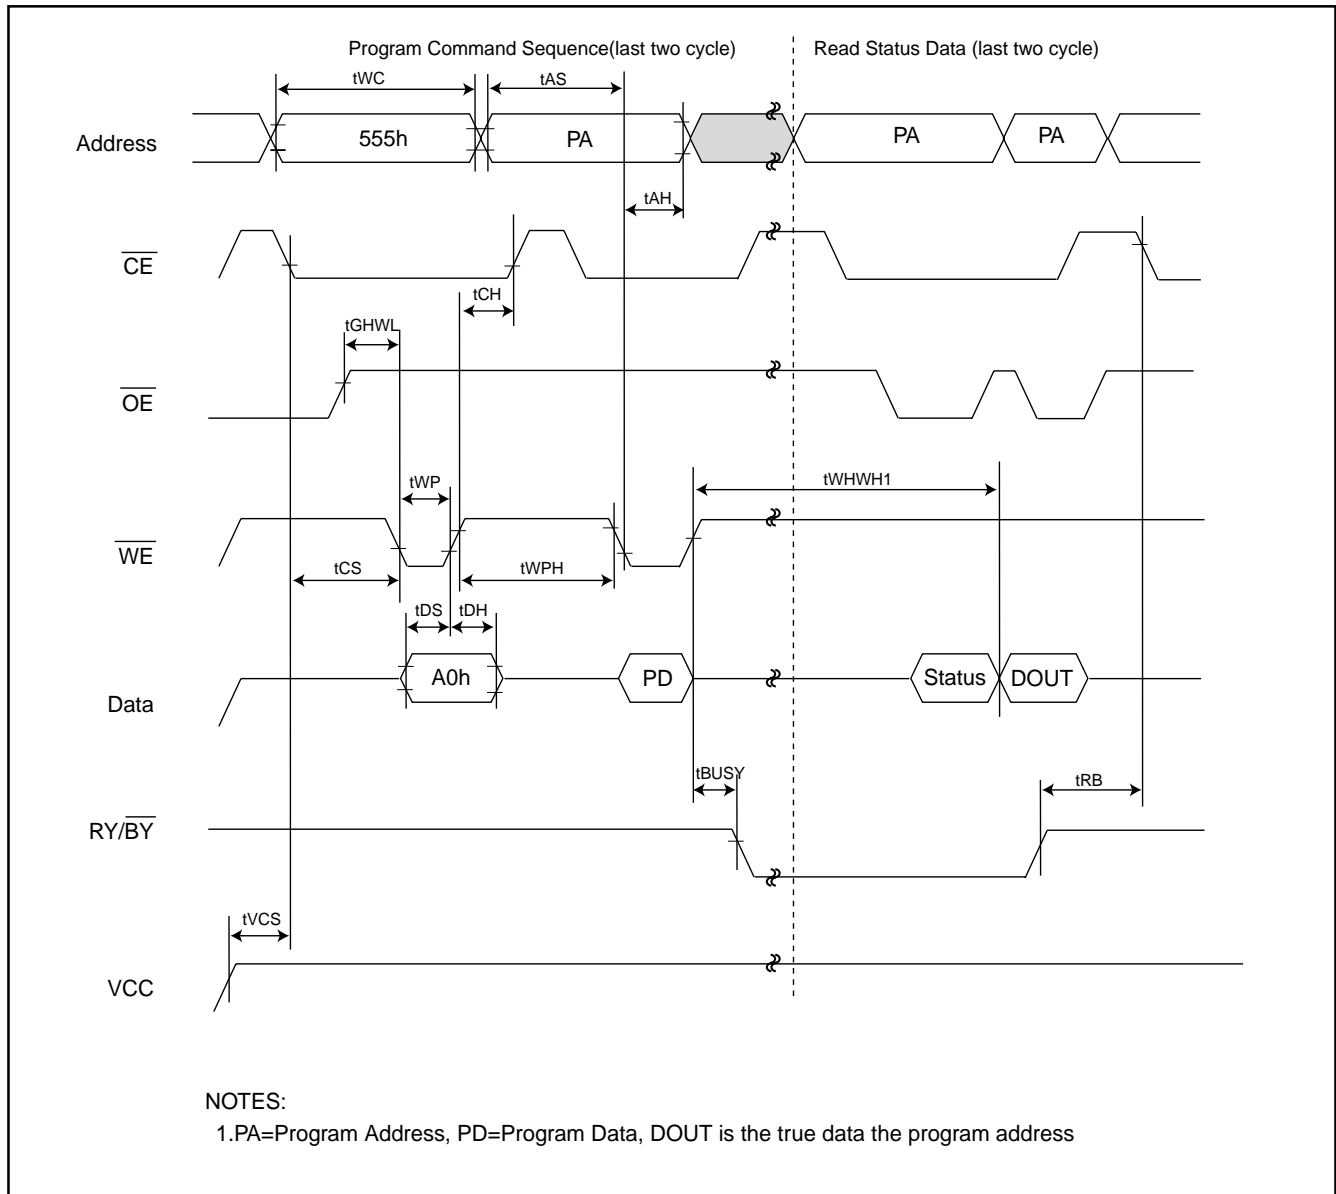 Program Command Sequence(last two cycle)
Read Status Data (last two cycle)
tWC
tAS
Address
555h
PA
PA
PA
tAH
CE
tCH
tGHWL
OE
tWP
tWHWH1
WE
tCS
tWPH
tDS
tDH
Data
A0h
PD
Status
DOUT
tBUSY
tRB
RY/BY
tVCS
VCC
NOTES:
1.PA=Program Address, PD=Program Data, DOUT is the true data the program address